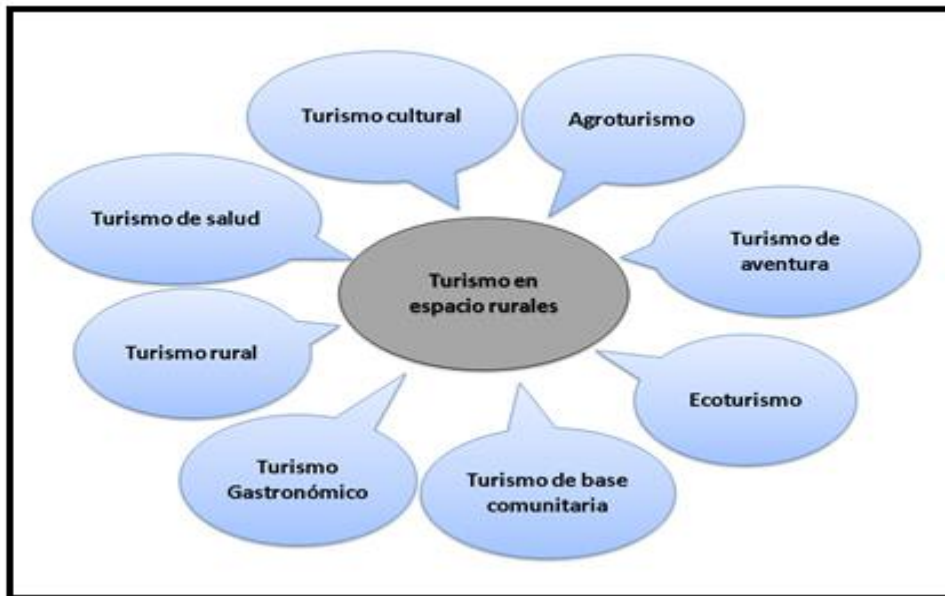 Turismo cultural
Agroturismo
Turismo de salud
Turismo de
aventura
Turismo en
espacio rurales
Turismo rural
Ecoturismo
Turismo
Gastronómico
Turismo de base
comunitaria